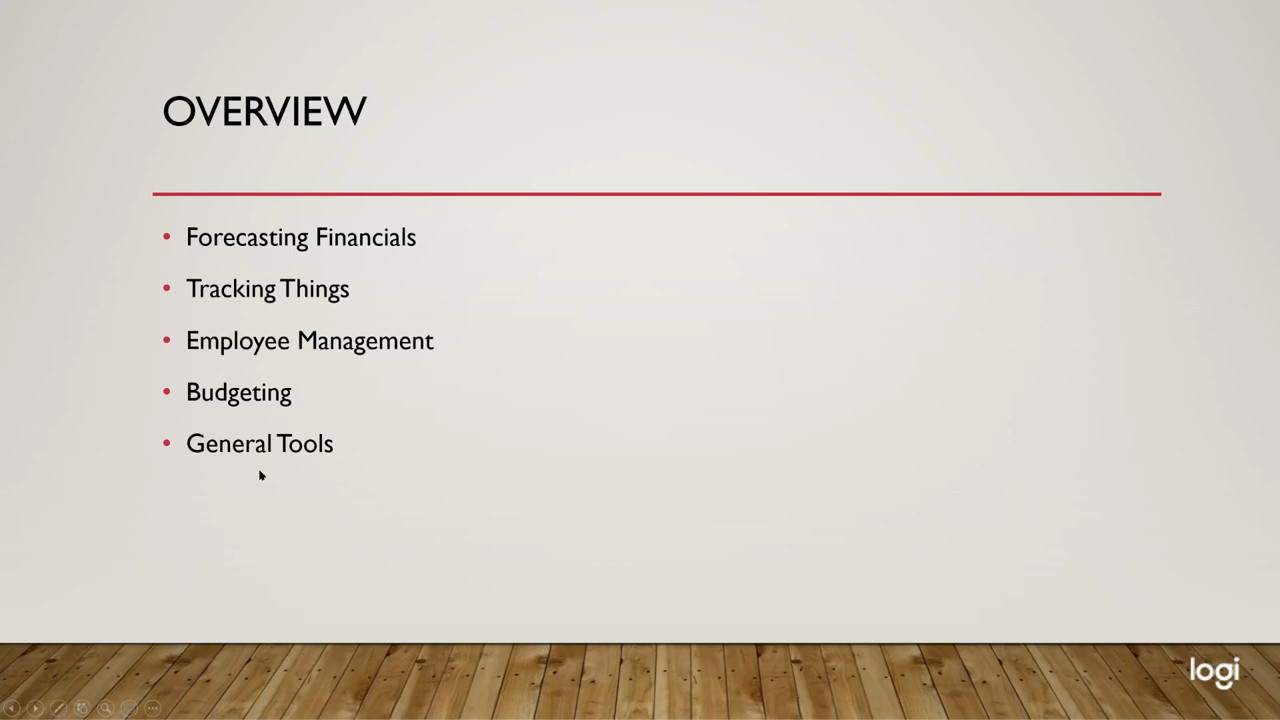 OVERVIEW
Forecasting Financials
Tracking Things
Employee Management
Budgeting
General Tools
logi